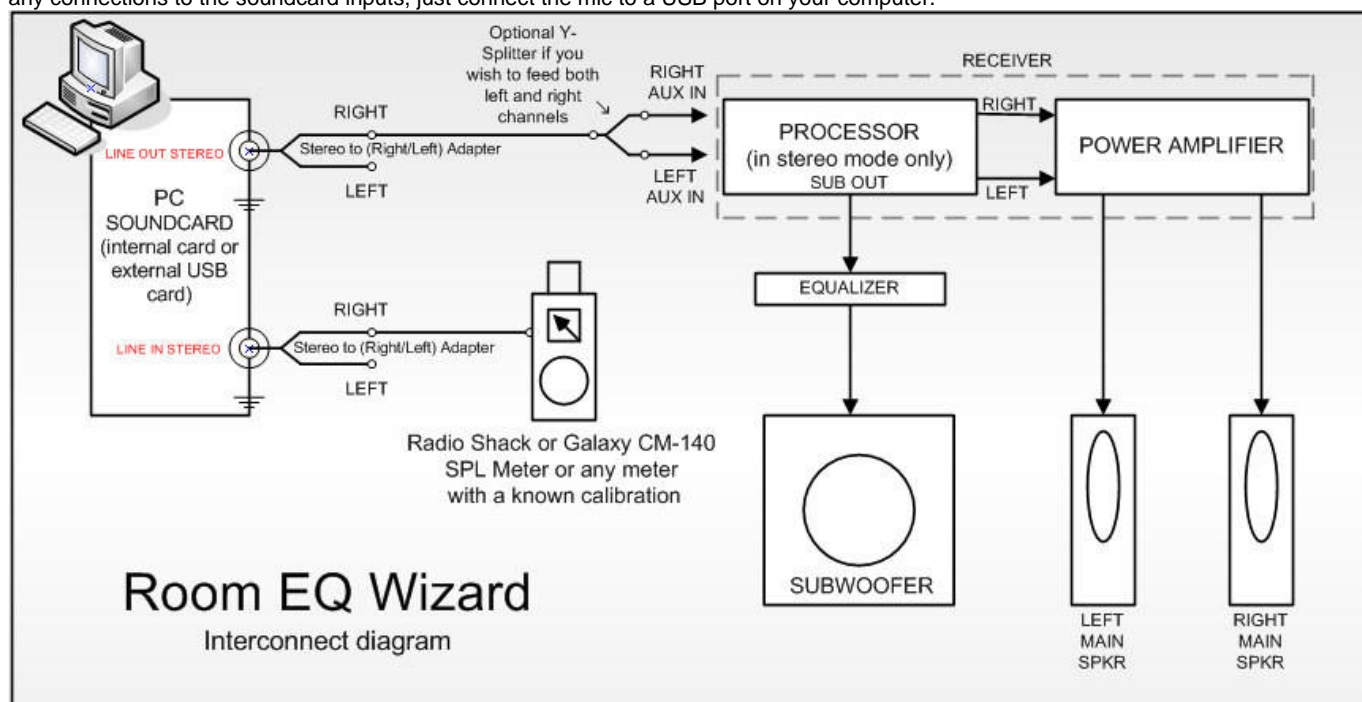 any connections to the soundcard inputs, just connect the mic to a USB port on your computer.
Optional Y-
Splitter if you
wish to feed both
left and right
channels
RIGHT
AUX IN
LEFT
AUX IN
RECEIVER
RIGHT
LEFT
PROCESSOR
(in stereo mode only)
SUB OUT
POWER AMPLIFIER
LINE OUT STEREO
RIGHT
Stereo to (Right/Left) Adapter
LEFT
PC
SOUNDCARD
(internal card or
external USB
card)
LINE IN STEREO
RIGHT
Stereo to (Right/Left) Adapter
LEFT
EQUALIZER
Radio Shack or Galaxy CM-140
SPL Meter or any meter
with a known calibration
SUBWOOFER
LEFT
MAIN
SPKR
RIGHT
MAIN
SPKR
Room EQ Wizard
Interconnect diagram